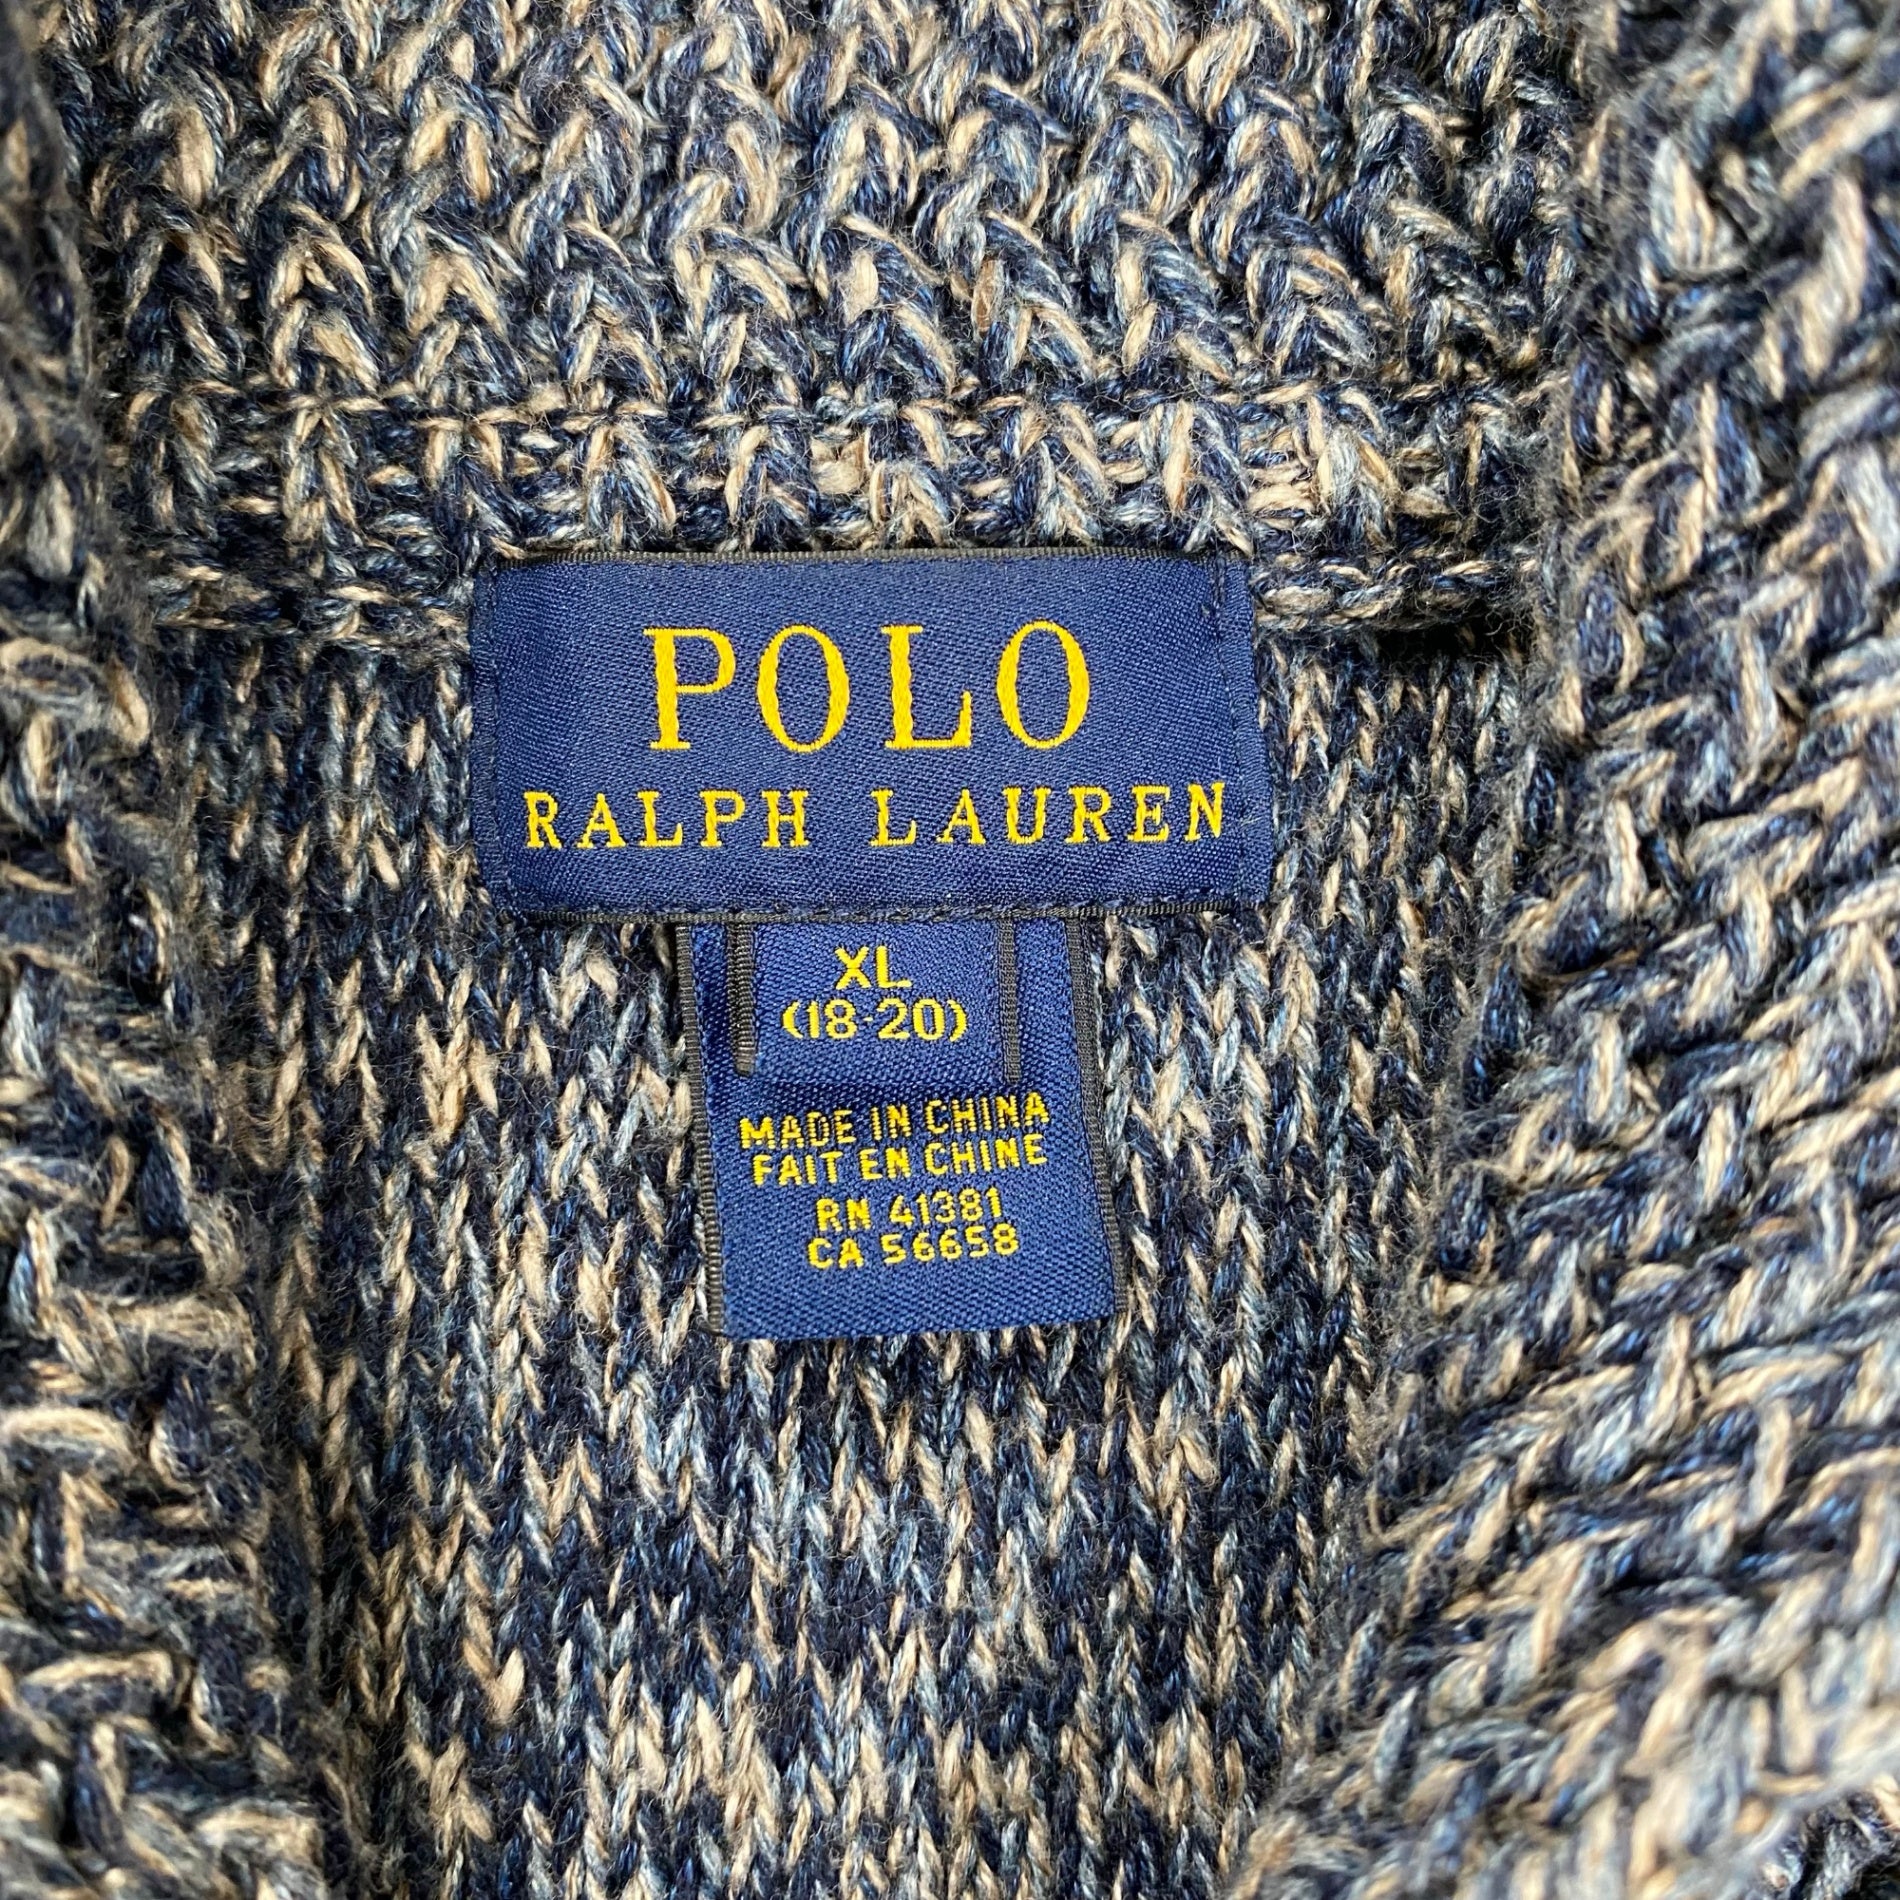 POLO
RALPH LAUREN
XL
(18-20)
MADE IN CHINA
FAIT EN CHINE
RN 41381
CA 56658